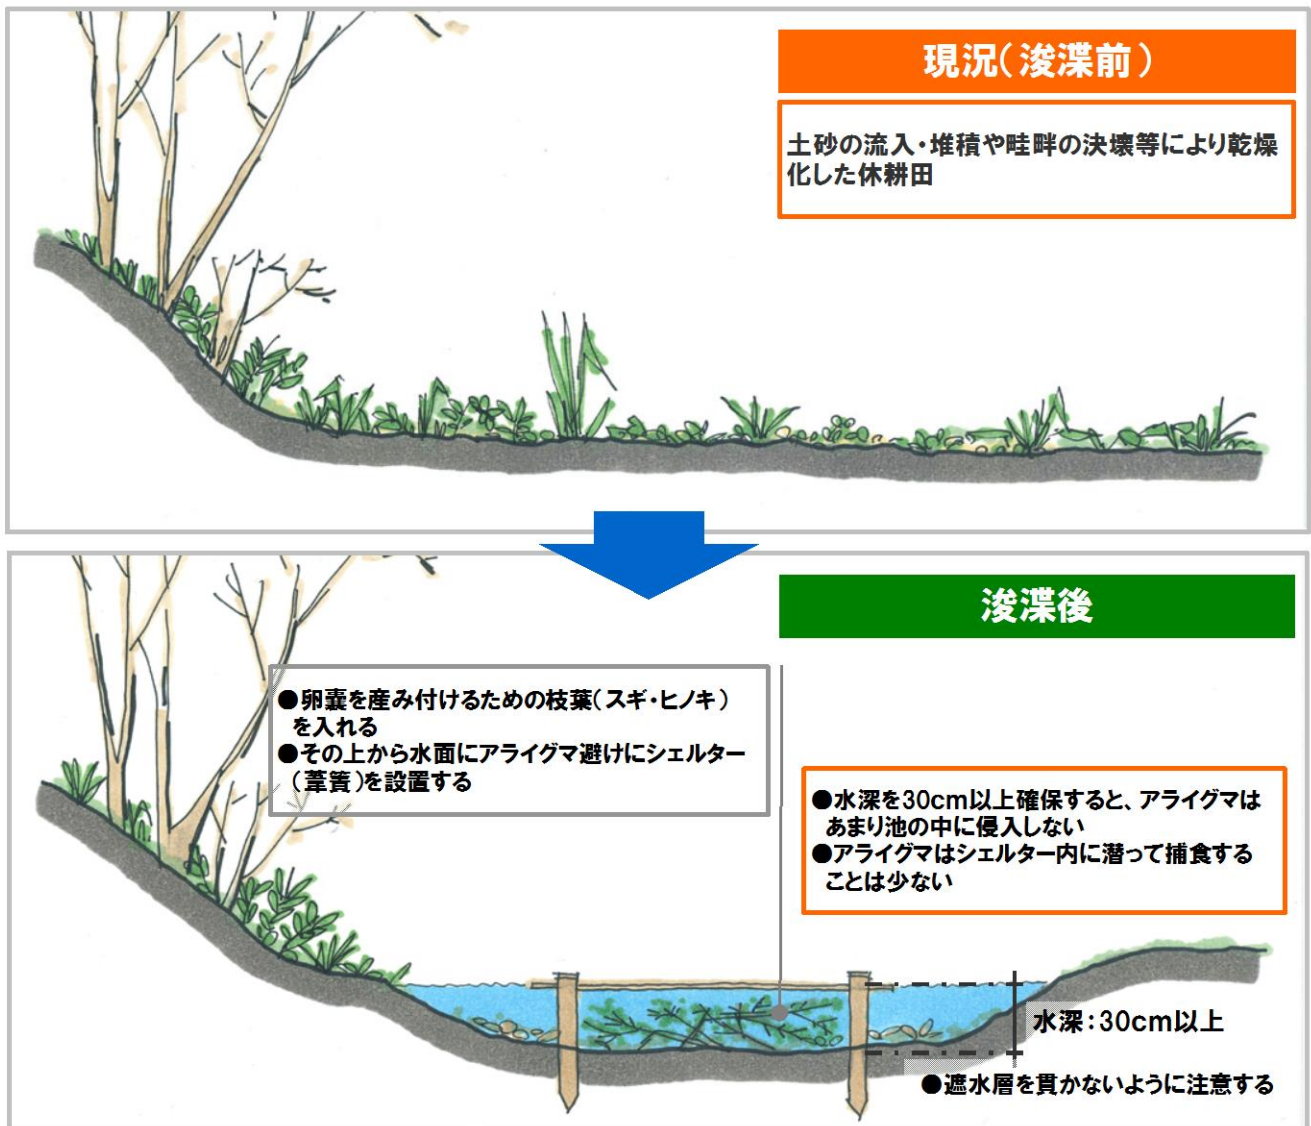 現況(浚渫前)
土砂の流入・堆積や畦畔の決壊等により乾燥
化した休耕田
浚渫後
●卵嚢を産み付けるための枝葉(スギ・ヒノキ)
を入れる
●その上から水面にアライグマ避けにシェルター
(葦簀)を設置する
●水深を30cm以上確保すると、アライグマは
あまり池の中に侵入しない
●アライグマはシェルター内に潜って捕食する
ことは少ない
水深:30cm以上
●遮水層を貫かないように注意する